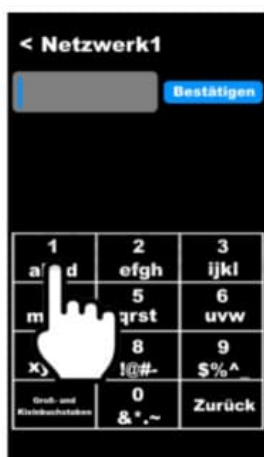 < Netzwerk1
Bestätigen
1
2
efgh
3
ijkl
5
qrst
6
uvw
8
!@#-
9
$%^_
Groß- und
Kleinbuchstaben
0
&*.~
Zurück